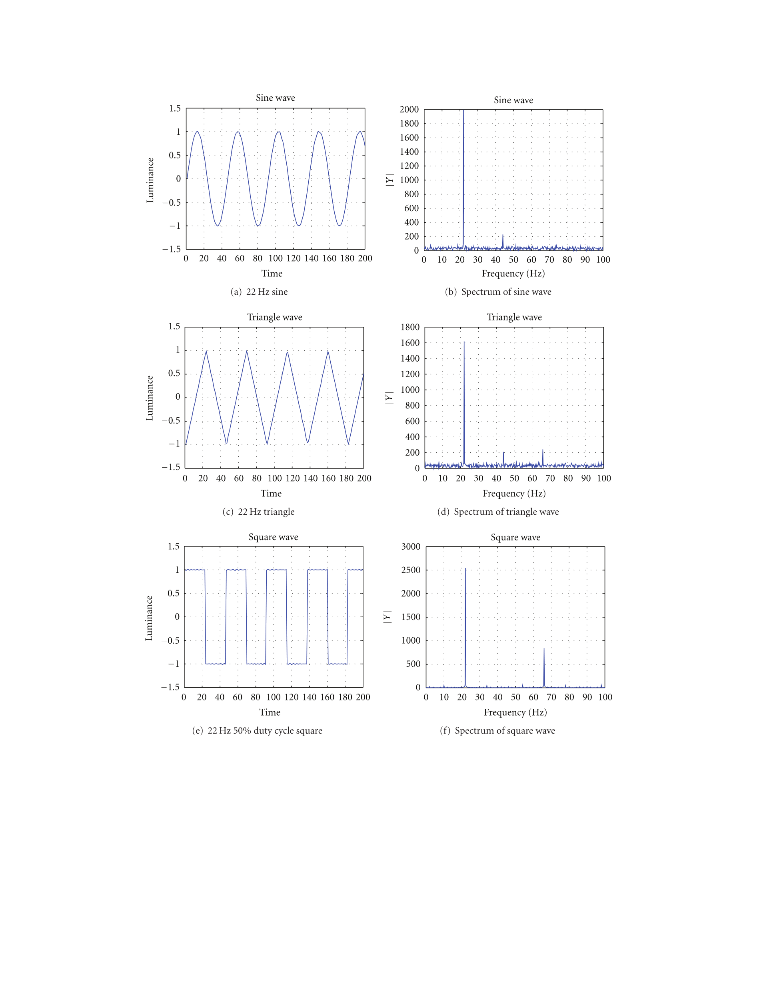 Sine wave
1.5
1
0.5
0
−0.5
−1
−1.5
Luminance
0 20 40 60 80 100 120 140 160 180 200
Time
(a) 22 Hz sine
Sine wave
2000
1800
1600
1400
1200
1000
800
600
400
200
0
|Y|
0 10 20 30 40 50 60 70 80 90 100
Frequency (Hz)
(b) Spectrum of sine wave
Triangle wave
1.5
1
0.5
0
−0.5
−1
−1.5
Luminance
0 20 40 60 80 100 120 140 160 180 200
Time
(c) 22 Hz triangle
Triangle wave
1800
1600
1400
1200
1000
800
600
400
200
0
|Y|
0 10 20 30 40 50 60 70 80 90 100
Frequency (Hz)
(d) Spectrum of triangle wave
Square wave
1.5
1
0.5
0
−0.5
−1
−1.5
Luminance
0 20 40 60 80 100 120 140 160 180 200
Time
(e) 22 Hz 50% duty cycle square
Square wave
3000
2500
2000
1500
1000
500
0
|Y|
0 10 20 30 40 50 60 70 80 90 100
Frequency (Hz)
(f) Spectrum of square wave